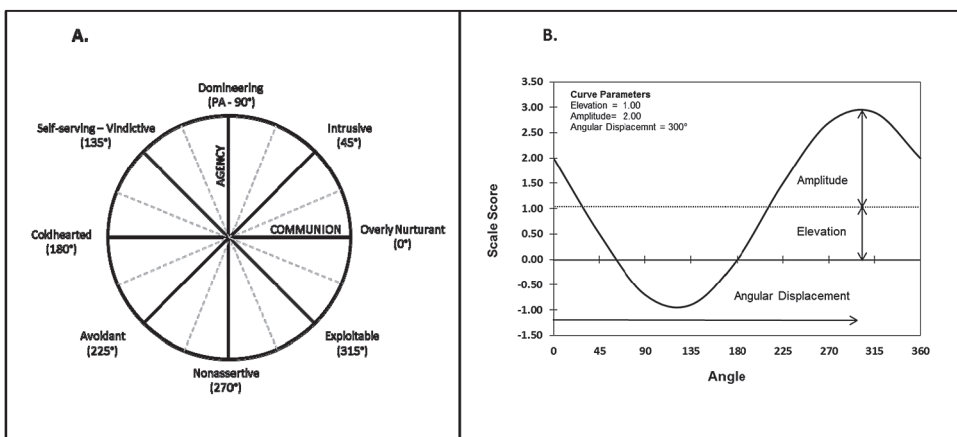 A.
Domineering
(PA - 90°)
Self-serving – Vindictive
(135°)
Intrusive
(45°)
AGENCY
COMMUNION
Coldhearted
(180°)
Overly Nurturant
(0°)
Avoidant
(225°)
Exploitable
(315°)
Nonassertive
(270°)
B.
3.50
3.00
2.50
2.00
1.50
1.00
0.50
0.00
-0.50
-1.00
-1.50
Scale Score
Curve Parameters
Elevation = 1.00
Amplitude= 2.00
Angular Displacemnt = 300°
Amplitude
Elevation
Angular Displacement
0 45 90 135 180 225 270 315 360
Angle